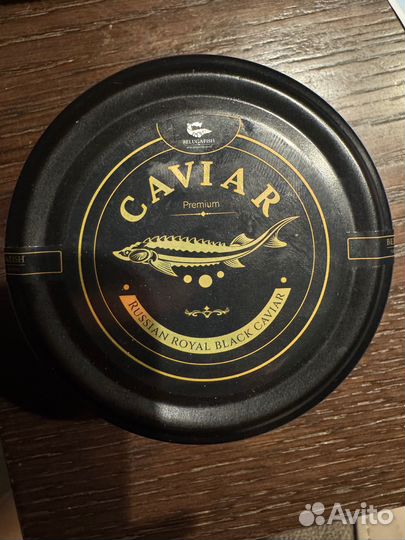 BELUGAFISH
CAVIAR
Premium
RUSSIAN ROYAL BLACK CAVIAR
Avito